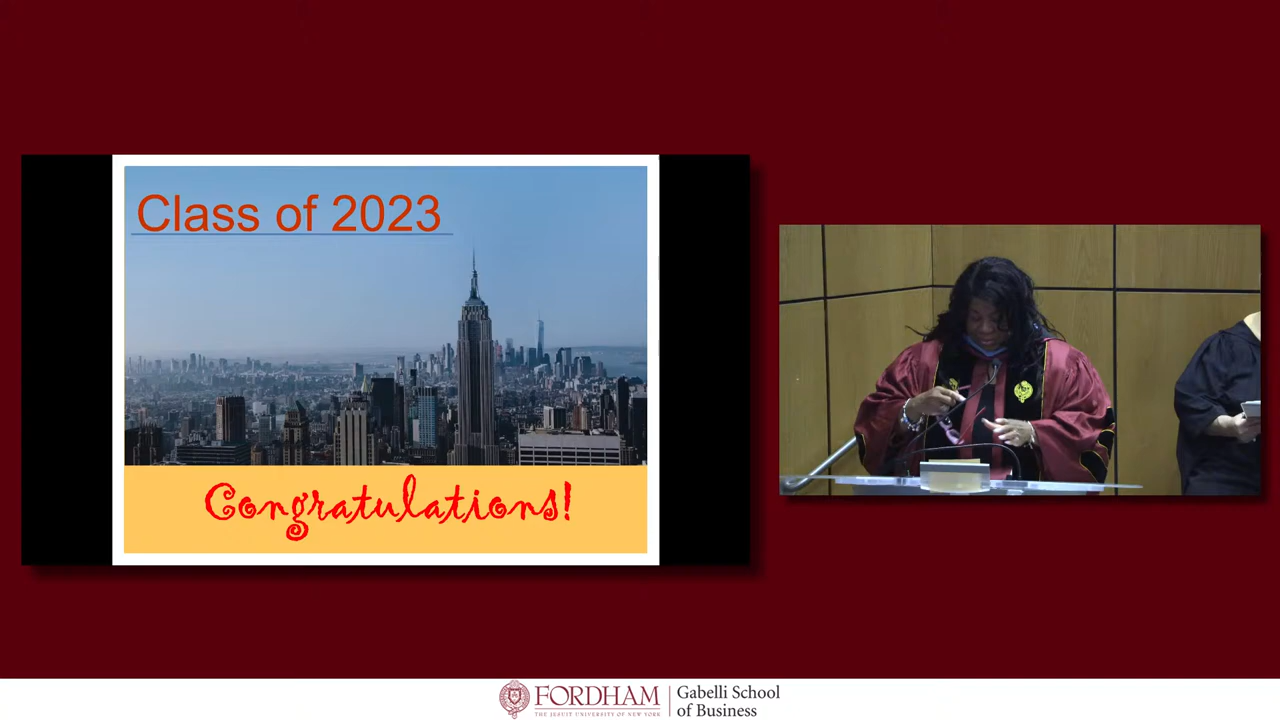 Class of 2023
Congratulations!
FORDHAM
THE JESUIT UNIVERSITY OF NEW YORK
Gabelli School
of Business